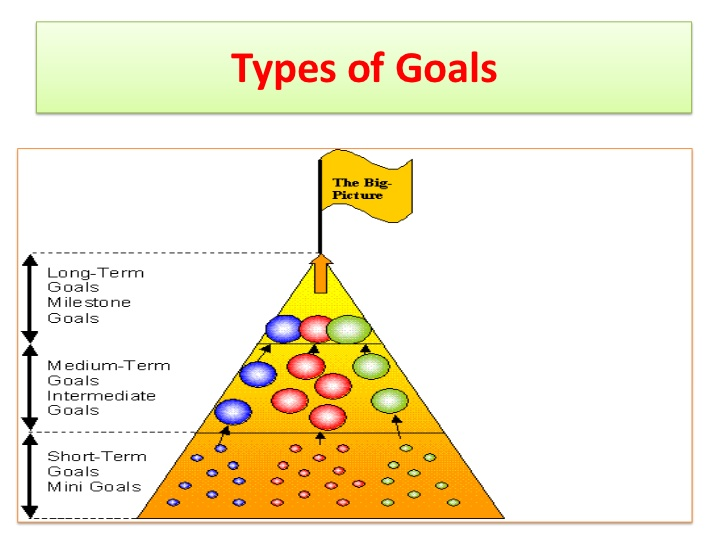 Types of Goals
The Big-
Picture
Long-Term
Goals
Milestone
Goals
Medium-Term
Goals
Intermediate
Goals
Short-Term
Goals
Mini Goals